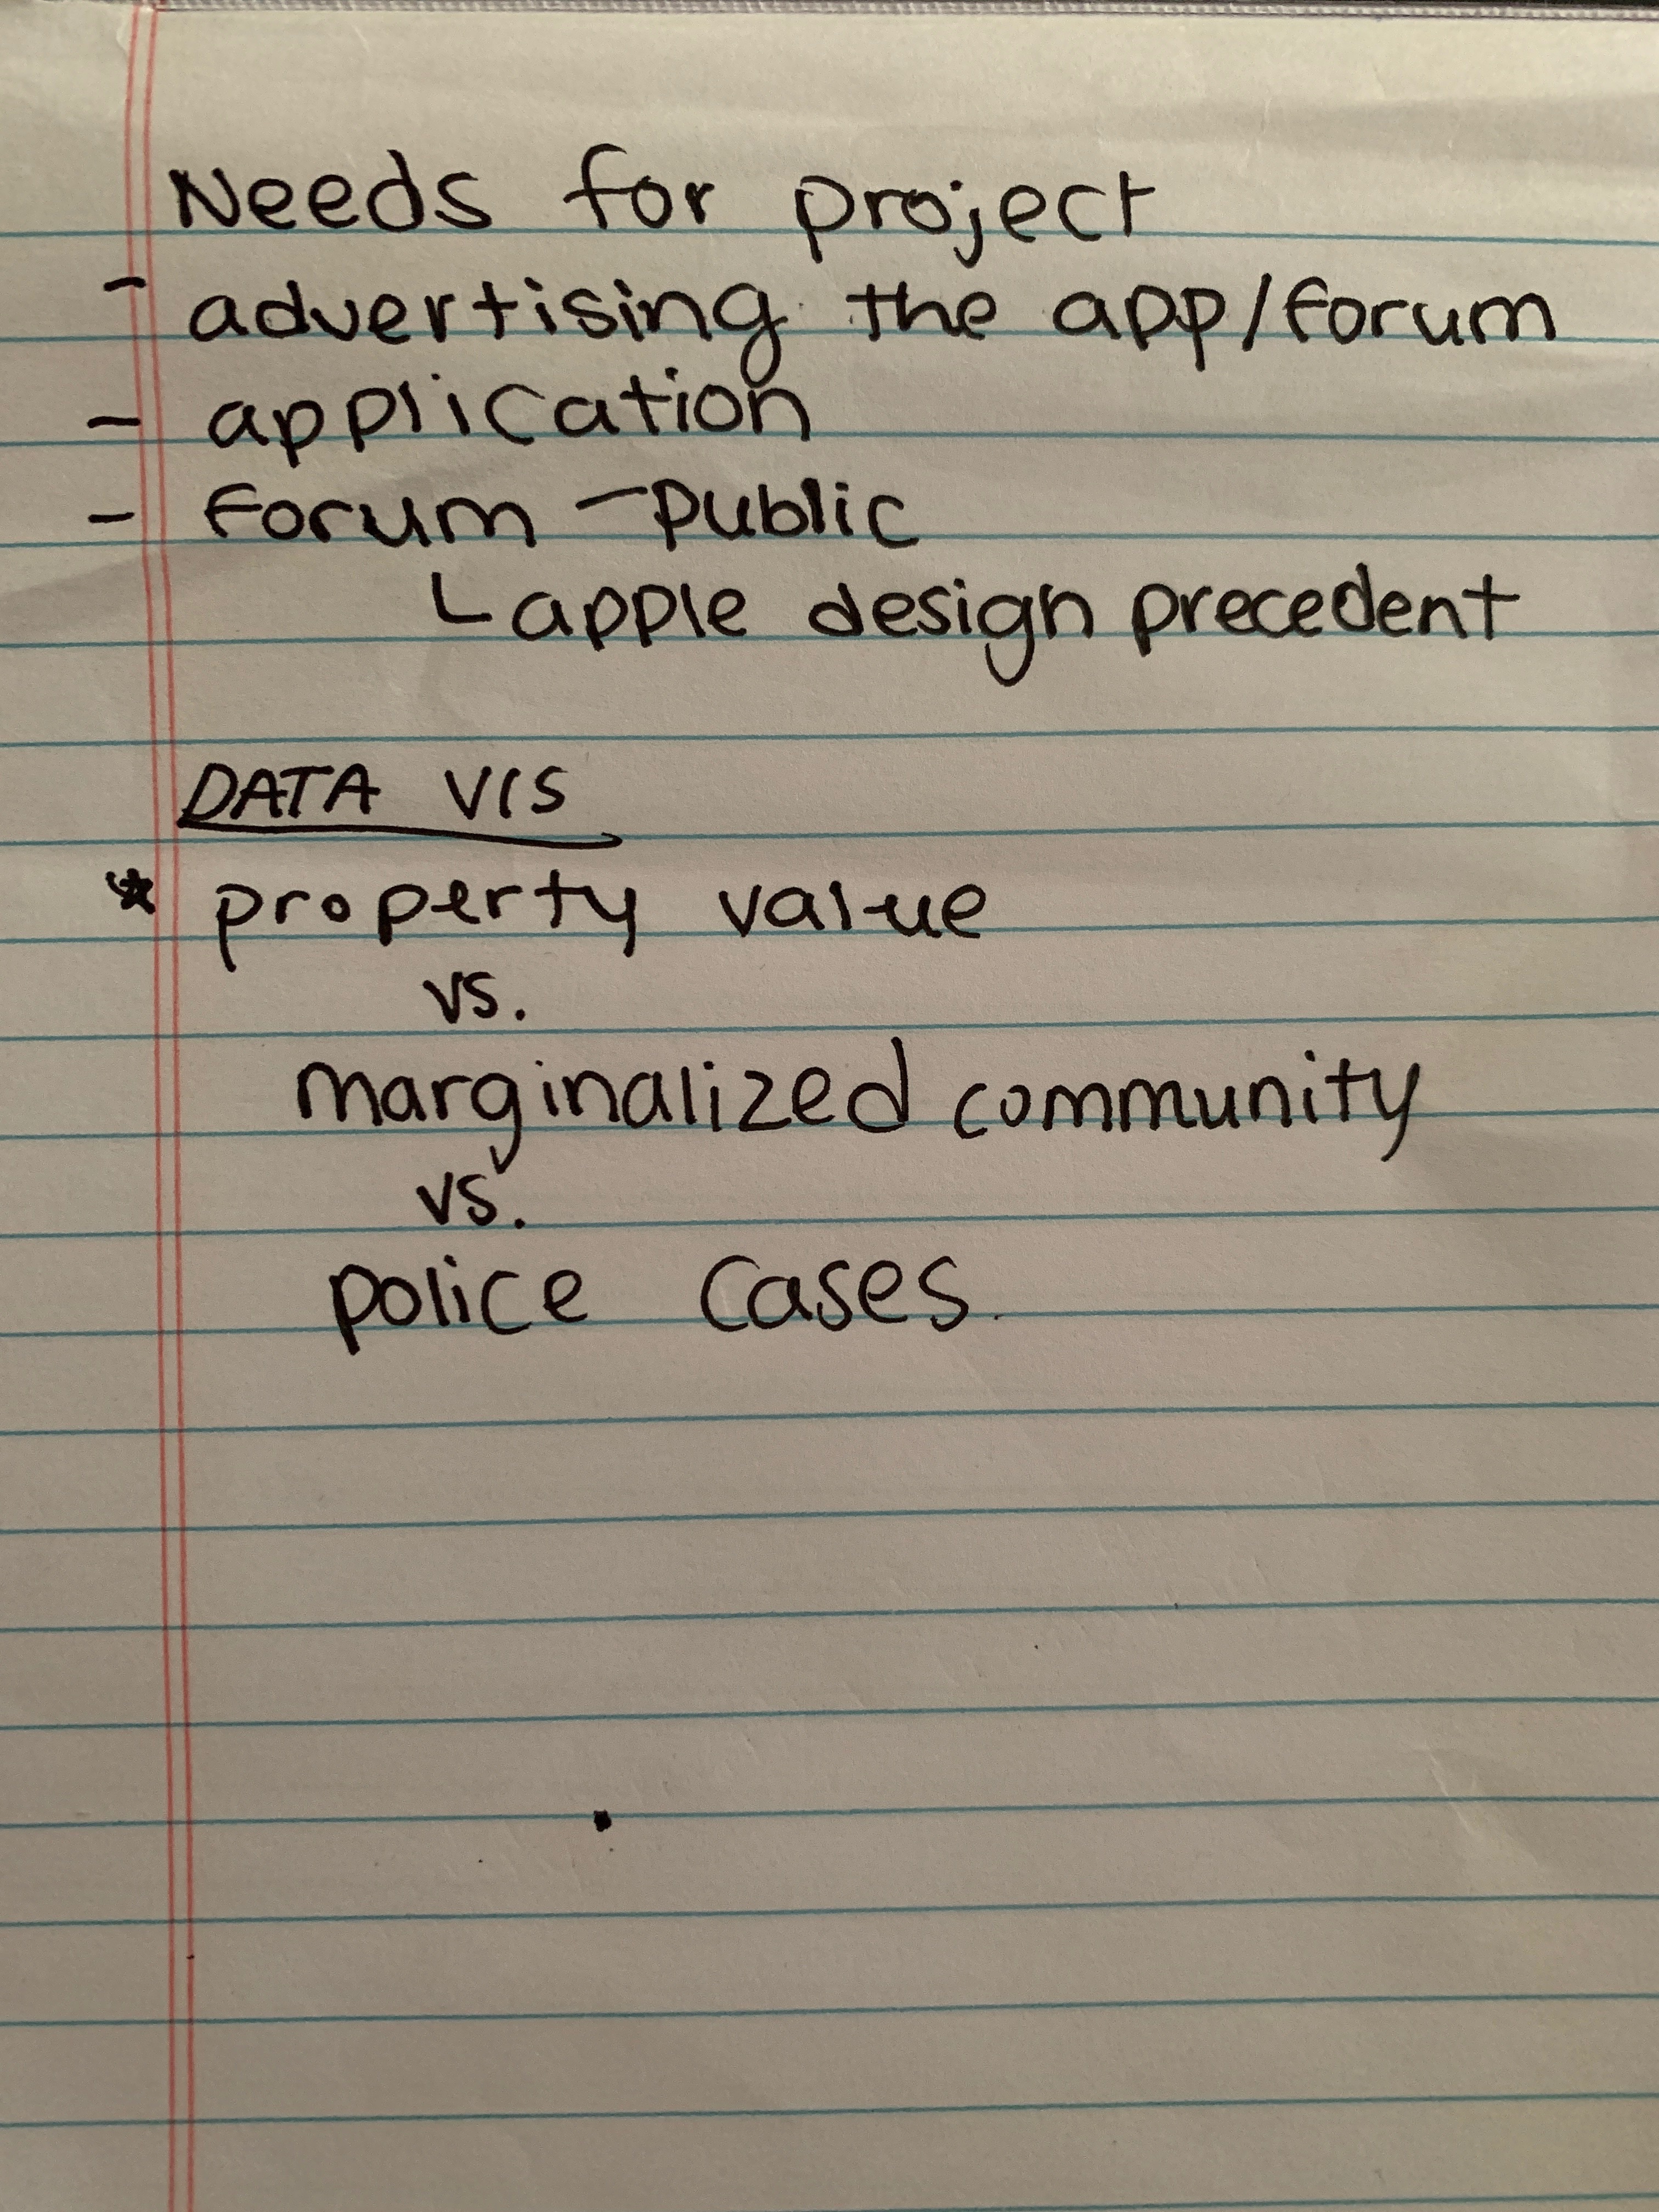 Needs for project
- advertising the app/forum
- application
- forum - Public
└ apple design precedent
DATA VIS
* property value
vs.
marginalized community
vs.
police cases.